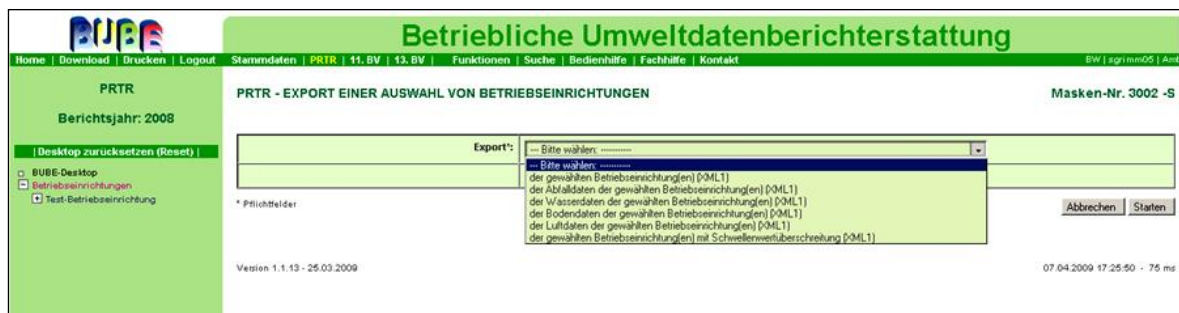 BUBE
Betriebliche Umweltdatenberichterstattung
Home | Download | Drucken | Logout
Stammdaten | PRTR | 11. BV | 13. BV | Funktionen | Suche | Bedienhilfe | Fachhilfe | Kontakt
BW | sgrimm05 | Amt
PRTR
Berichtsjahr: 2008
| Desktop zurücksetzen (Reset) |
BUBE-Desktop
Betriebseinrichtungen
Test-Betriebseinrichtung
PRTR - EXPORT EINER AUSWAHL VON BETRIEBSEINRICHTUNGEN
Masken-Nr. 3002 -S
Export*:
--- Bitte wählen: -----------
--- Bitte wählen: -----------
der gewählten Betriebseinrichtung(en) (XML1)
der Abfalldaten der gewählten Betriebseinrichtung(en) (XML1)
der Wasserdaten der gewählten Betriebseinrichtung(en) (XML1)
der Bodendaten der gewählten Betriebseinrichtung(en) (XML1)
der Luftdaten der gewählten Betriebseinrichtung(en) (XML1)
der gewählten Betriebseinrichtung(en) mit Schwellenwertüberschreitung (XML1)
* Pflichtfelder
Abbrechen
Starten
Version 1.1.13 - 25.03.2009
07.04.2009 17:25:50 - 75 ms